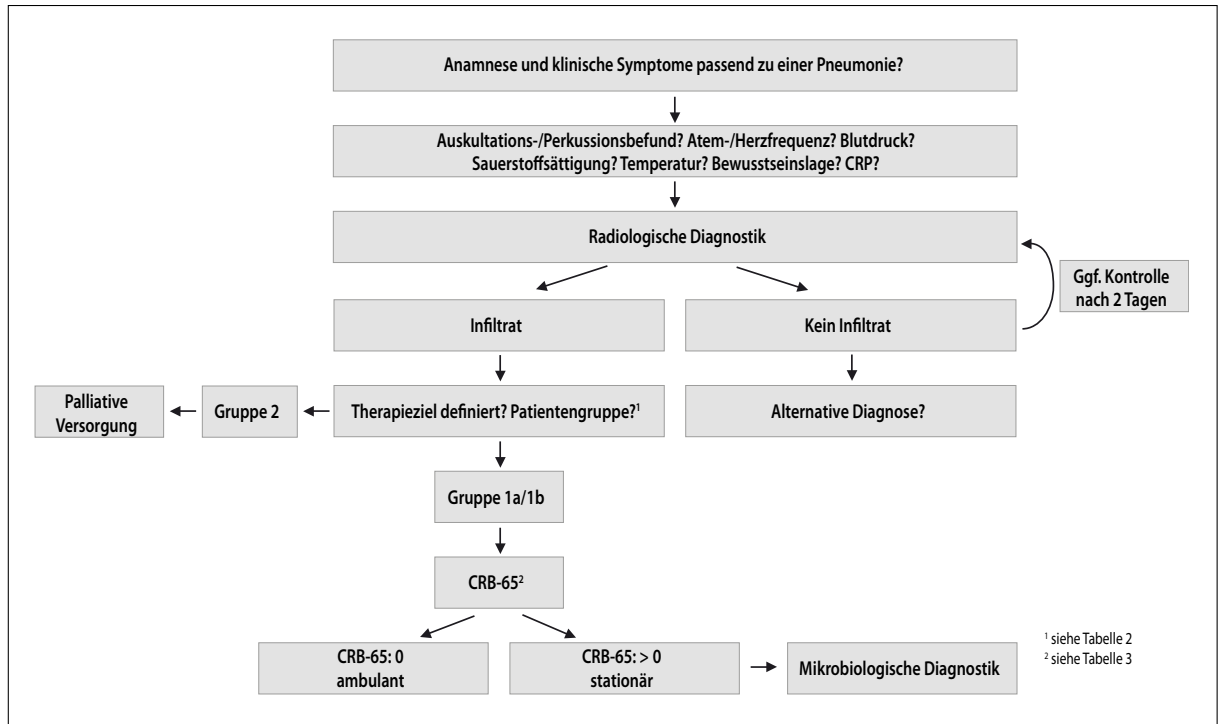 Anamnese und klinische Symptome passend zu einer Pneumonie?
Auskultations-/Perkussionsbefund? Atem-/Herzfrequenz? Blutdruck?
Sauerstoffsättigung? Temperatur? Bewusstseinslage? CRP?
Radiologische Diagnostik
Ggf. Kontrolle
nach 2 Tagen
Infiltrat
Kein Infiltrat
Palliative
Versorgung
Gruppe 2
Therapieziel definiert? Patientengruppe?¹
Alternative Diagnose?
Gruppe 1a/1b
CRB-65²
CRB-65: 0
ambulant
CRB-65: > 0
stationär
Mikrobiologische Diagnostik
¹ siehe Tabelle 2
² siehe Tabelle 3